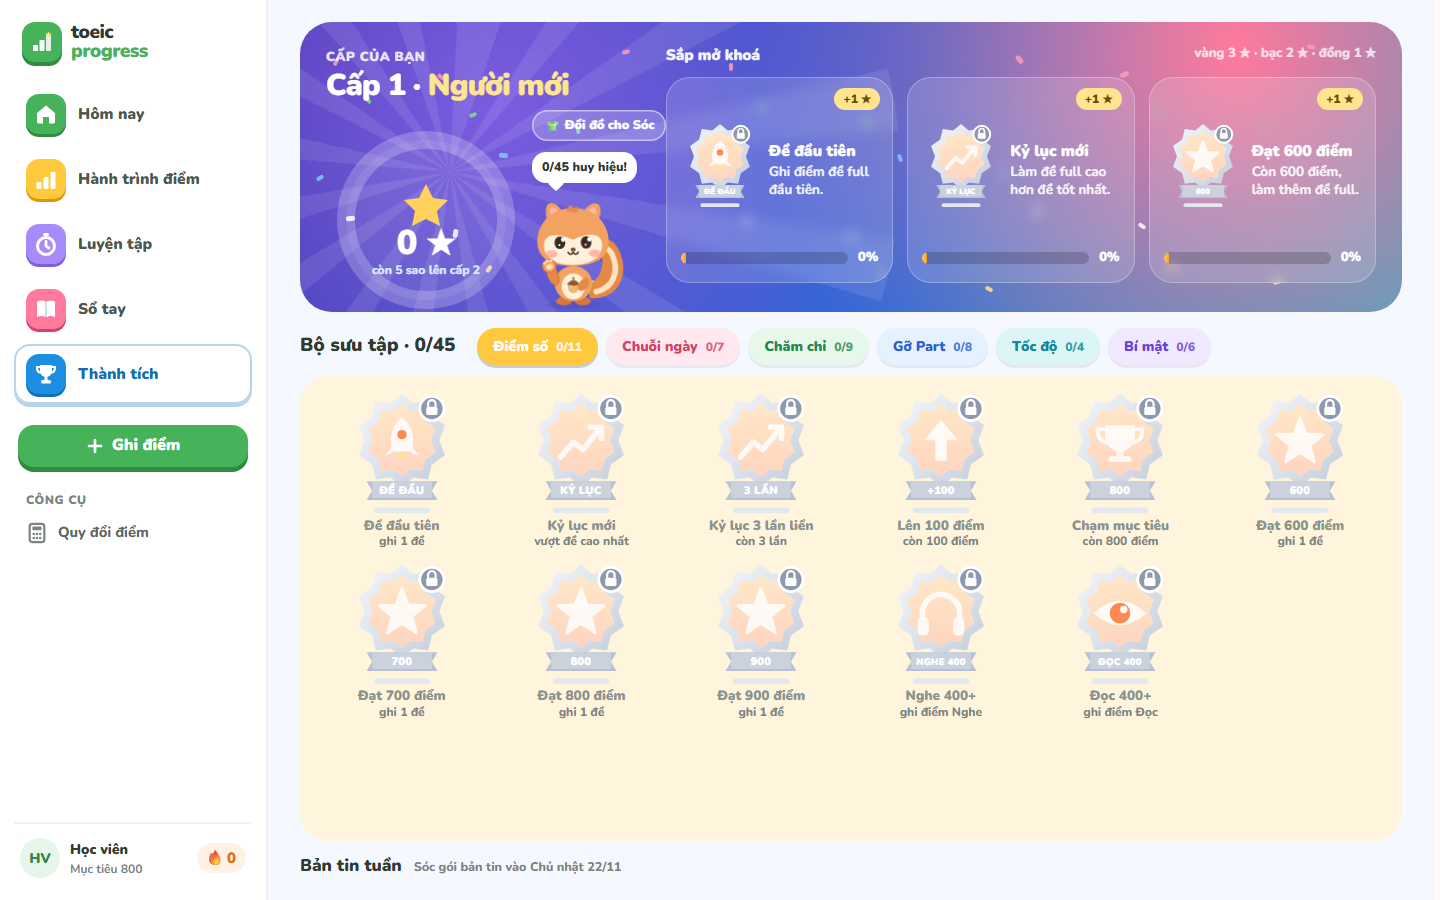 toeic
progress
Hôm nay
Hành trình điểm
Luyện tập
Sổ tay
Thành tích
Ghi điểm
CÔNG CỤ
Quy đổi điểm
HV
Học viên
Mục tiêu 800
0
CẤP CỦA BẠN
Cấp 1 · Người mới
Đổi đồ cho Sóc
0/45 huy hiệu!
0 ★
còn 5 sao lên cấp 2
Sắp mở khoá
vàng 3 ★ · bạc 2 ★ · đồng 1 ★
+1 ★
ĐỀ ĐẦU
Đề đầu tiên
Ghi điểm đề full
đầu tiên.
0%
+1 ★
KỶ LỤC
Kỷ lục mới
Làm đề full cao
hơn đề tốt nhất.
0%
+1 ★
600
Đạt 600 điểm
Còn 600 điểm,
làm thêm đề full.
0%
Bộ sưu tập · 0/45
Điểm số 0/11
Chuỗi ngày 0/7
Chăm chỉ 0/9
Gỡ Part 0/8
Tốc độ 0/4
Bí mật 0/6
ĐỀ ĐẦU
Đề đầu tiên
ghi 1 đề
KỶ LỤC
Kỷ lục mới
vượt đề cao nhất
3 LẦN
Kỷ lục 3 lần liền
còn 3 lần
+100
Lên 100 điểm
còn 100 điểm
800
Chạm mục tiêu
còn 800 điểm
600
Đạt 600 điểm
ghi 1 đề
700
Đạt 700 điểm
ghi 1 đề
800
Đạt 800 điểm
ghi 1 đề
900
Đạt 900 điểm
ghi 1 đề
NGHE 400
Nghe 400+
ghi điểm Nghe
ĐỌC 400
Đọc 400+
ghi điểm Đọc
Bản tin tuần
Sóc gói bản tin vào Chủ nhật 22/11